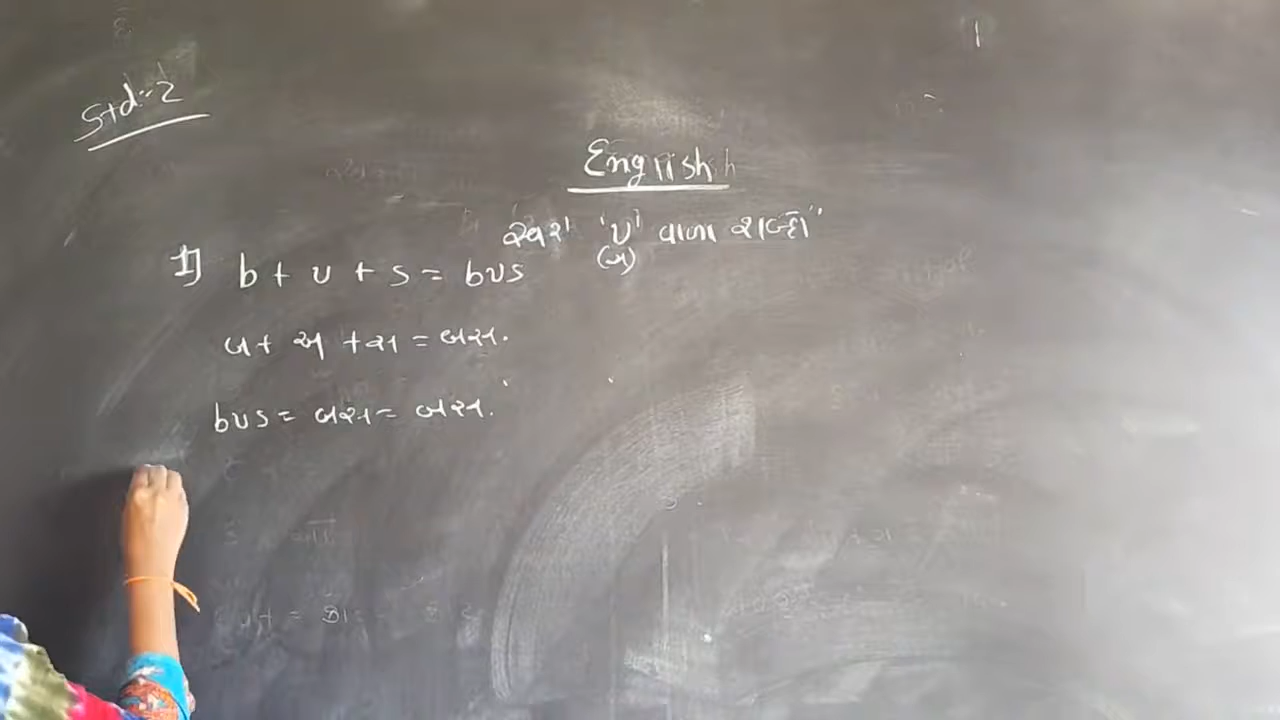 Std:-2
English
સ્વર 'u' વાળા શબ્દો"
(અ)
1] b + u + s = bus
બ + અ + સ = બસ.
bus = બસ = બસ.